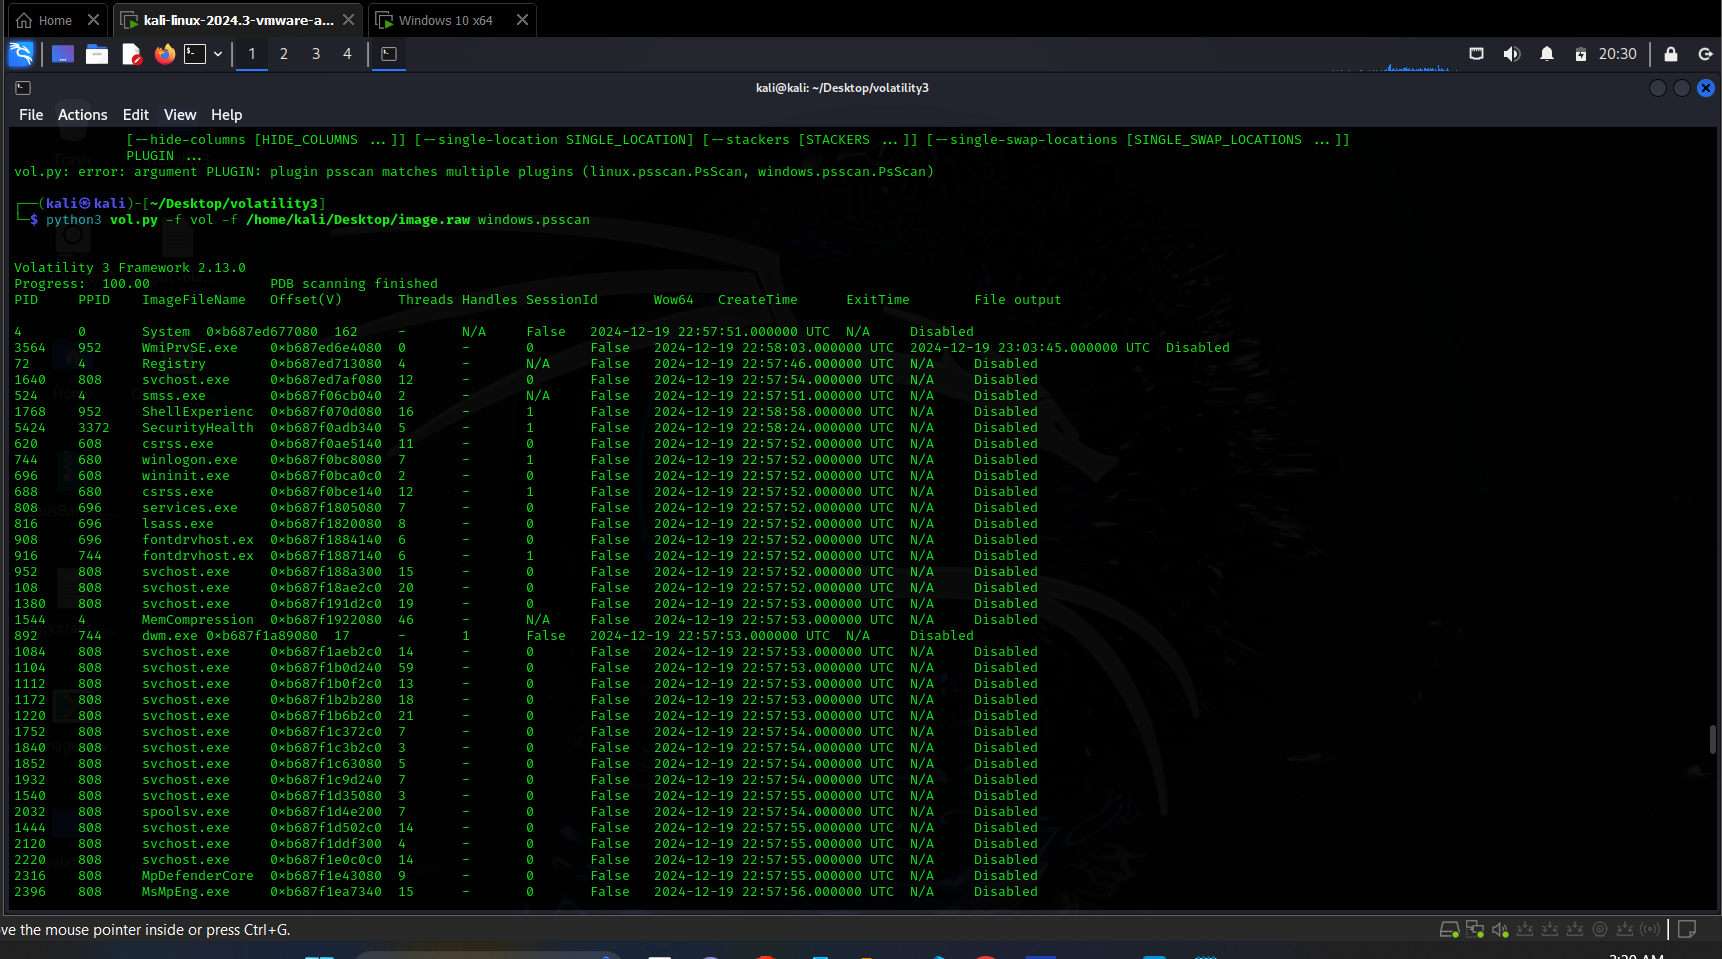 Home
kali-linux-2024.3-vmware-a...
Windows 10 x64
1 2 3 4
20:30
kali@kali: ~/Desktop/volatility3
File Actions Edit View Help
[--hide-columns [HIDE_COLUMNS ...]] [--single-location SINGLE_LOCATION] [--stackers [STACKERS ...]] [--single-swap-locations [SINGLE_SWAP_LOCATIONS ...]]
PLUGIN ...
vol.py: error: argument PLUGIN: plugin psscan matches multiple plugins (linux.psscan.PsScan, windows.psscan.PsScan)
┌──(kali㉿kali)-[~/Desktop/volatility3]
└─$ python3 vol.py -f vol -f /home/kali/Desktop/image.raw windows.psscan
Volatility 3 Framework 2.13.0
Progress: 100.00 PDB scanning finished
PID PPID ImageFileName Offset(V) Threads Handles SessionId Wow64 CreateTime ExitTime File output
4 0 System 0xb687ed677080 162 - N/A False 2024-12-19 22:57:51.000000 UTC N/A Disabled
3564 952 WmiPrvSE.exe 0xb687ed6e4080 0 - 0 False 2024-12-19 22:58:03.000000 UTC 2024-12-19 23:03:45.000000 UTC Disabled
72 4 Registry 0xb687ed713080 4 - N/A False 2024-12-19 22:57:46.000000 UTC N/A Disabled
1640 808 svchost.exe 0xb687ed7af080 12 - 0 False 2024-12-19 22:57:54.000000 UTC N/A Disabled
524 4 smss.exe 0xb687f06cb040 2 - N/A False 2024-12-19 22:57:51.000000 UTC N/A Disabled
1768 952 ShellExperienc 0xb687f070d080 16 - 1 False 2024-12-19 22:58:58.000000 UTC N/A Disabled
5424 3372 SecurityHealth 0xb687f0adb340 5 - 1 False 2024-12-19 22:58:24.000000 UTC N/A Disabled
620 608 csrss.exe 0xb687f0ae5140 11 - 0 False 2024-12-19 22:57:52.000000 UTC N/A Disabled
744 680 winlogon.exe 0xb687f0bc8080 7 - 1 False 2024-12-19 22:57:52.000000 UTC N/A Disabled
696 608 wininit.exe 0xb687f0bca0c0 2 - 0 False 2024-12-19 22:57:52.000000 UTC N/A Disabled
688 680 csrss.exe 0xb687f0bce140 12 - 1 False 2024-12-19 22:57:52.000000 UTC N/A Disabled
808 696 services.exe 0xb687f1805080 7 - 0 False 2024-12-19 22:57:52.000000 UTC N/A Disabled
816 696 lsass.exe 0xb687f1820080 8 - 0 False 2024-12-19 22:57:52.000000 UTC N/A Disabled
908 696 fontdrvhost.ex 0xb687f1884140 6 - 0 False 2024-12-19 22:57:52.000000 UTC N/A Disabled
916 744 fontdrvhost.ex 0xb687f1887140 6 - 1 False 2024-12-19 22:57:52.000000 UTC N/A Disabled
952 808 svchost.exe 0xb687f188a300 15 - 0 False 2024-12-19 22:57:52.000000 UTC N/A Disabled
108 808 svchost.exe 0xb687f18ae2c0 20 - 0 False 2024-12-19 22:57:52.000000 UTC N/A Disabled
1380 808 svchost.exe 0xb687f191d2c0 19 - 0 False 2024-12-19 22:57:53.000000 UTC N/A Disabled
1544 4 MemCompression 0xb687f1922080 46 - N/A False 2024-12-19 22:57:53.000000 UTC N/A Disabled
892 744 dwm.exe 0xb687f1a89080 17 - 1 False 2024-12-19 22:57:53.000000 UTC N/A Disabled
1084 808 svchost.exe 0xb687f1aeb2c0 14 - 0 False 2024-12-19 22:57:53.000000 UTC N/A Disabled
1104 808 svchost.exe 0xb687f1b0d240 59 - 0 False 2024-12-19 22:57:53.000000 UTC N/A Disabled
1112 808 svchost.exe 0xb687f1b0f2c0 13 - 0 False 2024-12-19 22:57:53.000000 UTC N/A Disabled
1172 808 svchost.exe 0xb687f1b2b280 18 - 0 False 2024-12-19 22:57:53.000000 UTC N/A Disabled
1220 808 svchost.exe 0xb687f1b6b2c0 21 - 0 False 2024-12-19 22:57:53.000000 UTC N/A Disabled
1752 808 svchost.exe 0xb687f1c372c0 7 - 0 False 2024-12-19 22:57:54.000000 UTC N/A Disabled
1840 808 svchost.exe 0xb687f1c3b2c0 3 - 0 False 2024-12-19 22:57:54.000000 UTC N/A Disabled
1852 808 svchost.exe 0xb687f1c63080 5 - 0 False 2024-12-19 22:57:54.000000 UTC N/A Disabled
1932 808 svchost.exe 0xb687f1c9d240 7 - 0 False 2024-12-19 22:57:54.000000 UTC N/A Disabled
1540 808 svchost.exe 0xb687f1d35080 3 - 0 False 2024-12-19 22:57:55.000000 UTC N/A Disabled
2032 808 spoolsv.exe 0xb687f1d4e200 7 - 0 False 2024-12-19 22:57:54.000000 UTC N/A Disabled
1444 808 svchost.exe 0xb687f1d502c0 14 - 0 False 2024-12-19 22:57:55.000000 UTC N/A Disabled
2120 808 svchost.exe 0xb687f1ddf300 4 - 0 False 2024-12-19 22:57:55.000000 UTC N/A Disabled
2220 808 svchost.exe 0xb687f1e0c0c0 14 - 0 False 2024-12-19 22:57:55.000000 UTC N/A Disabled
2316 808 MpDefenderCore 0xb687f1e43080 9 - 0 False 2024-12-19 22:57:55.000000 UTC N/A Disabled
2396 808 MsMpEng.exe 0xb687f1ea7340 15 - 0 False 2024-12-19 22:57:56.000000 UTC N/A Disabled
ve the mouse pointer inside or press Ctrl+G.